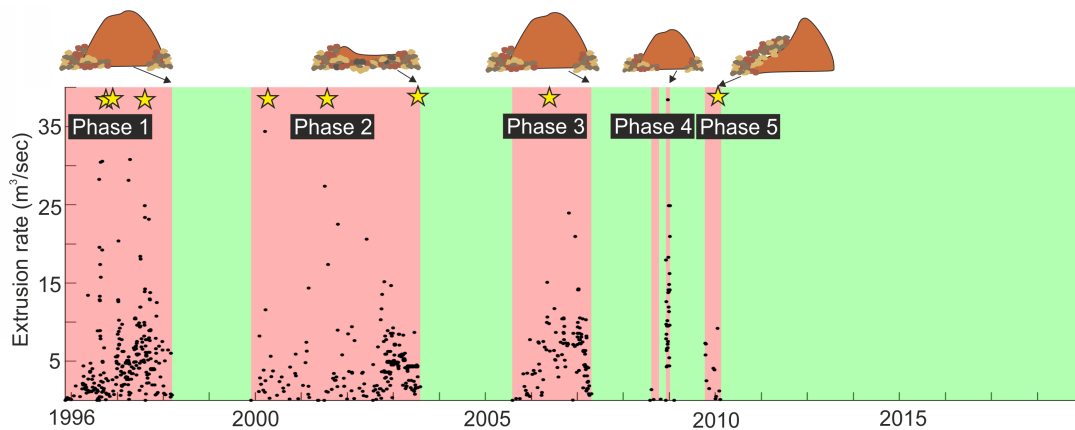 Phase 1
Phase 2
Phase 3
Phase 4
Phase 5
Extrusion rate (m³/sec)
35
25
15
5
1996
2000
2005
2010
2015